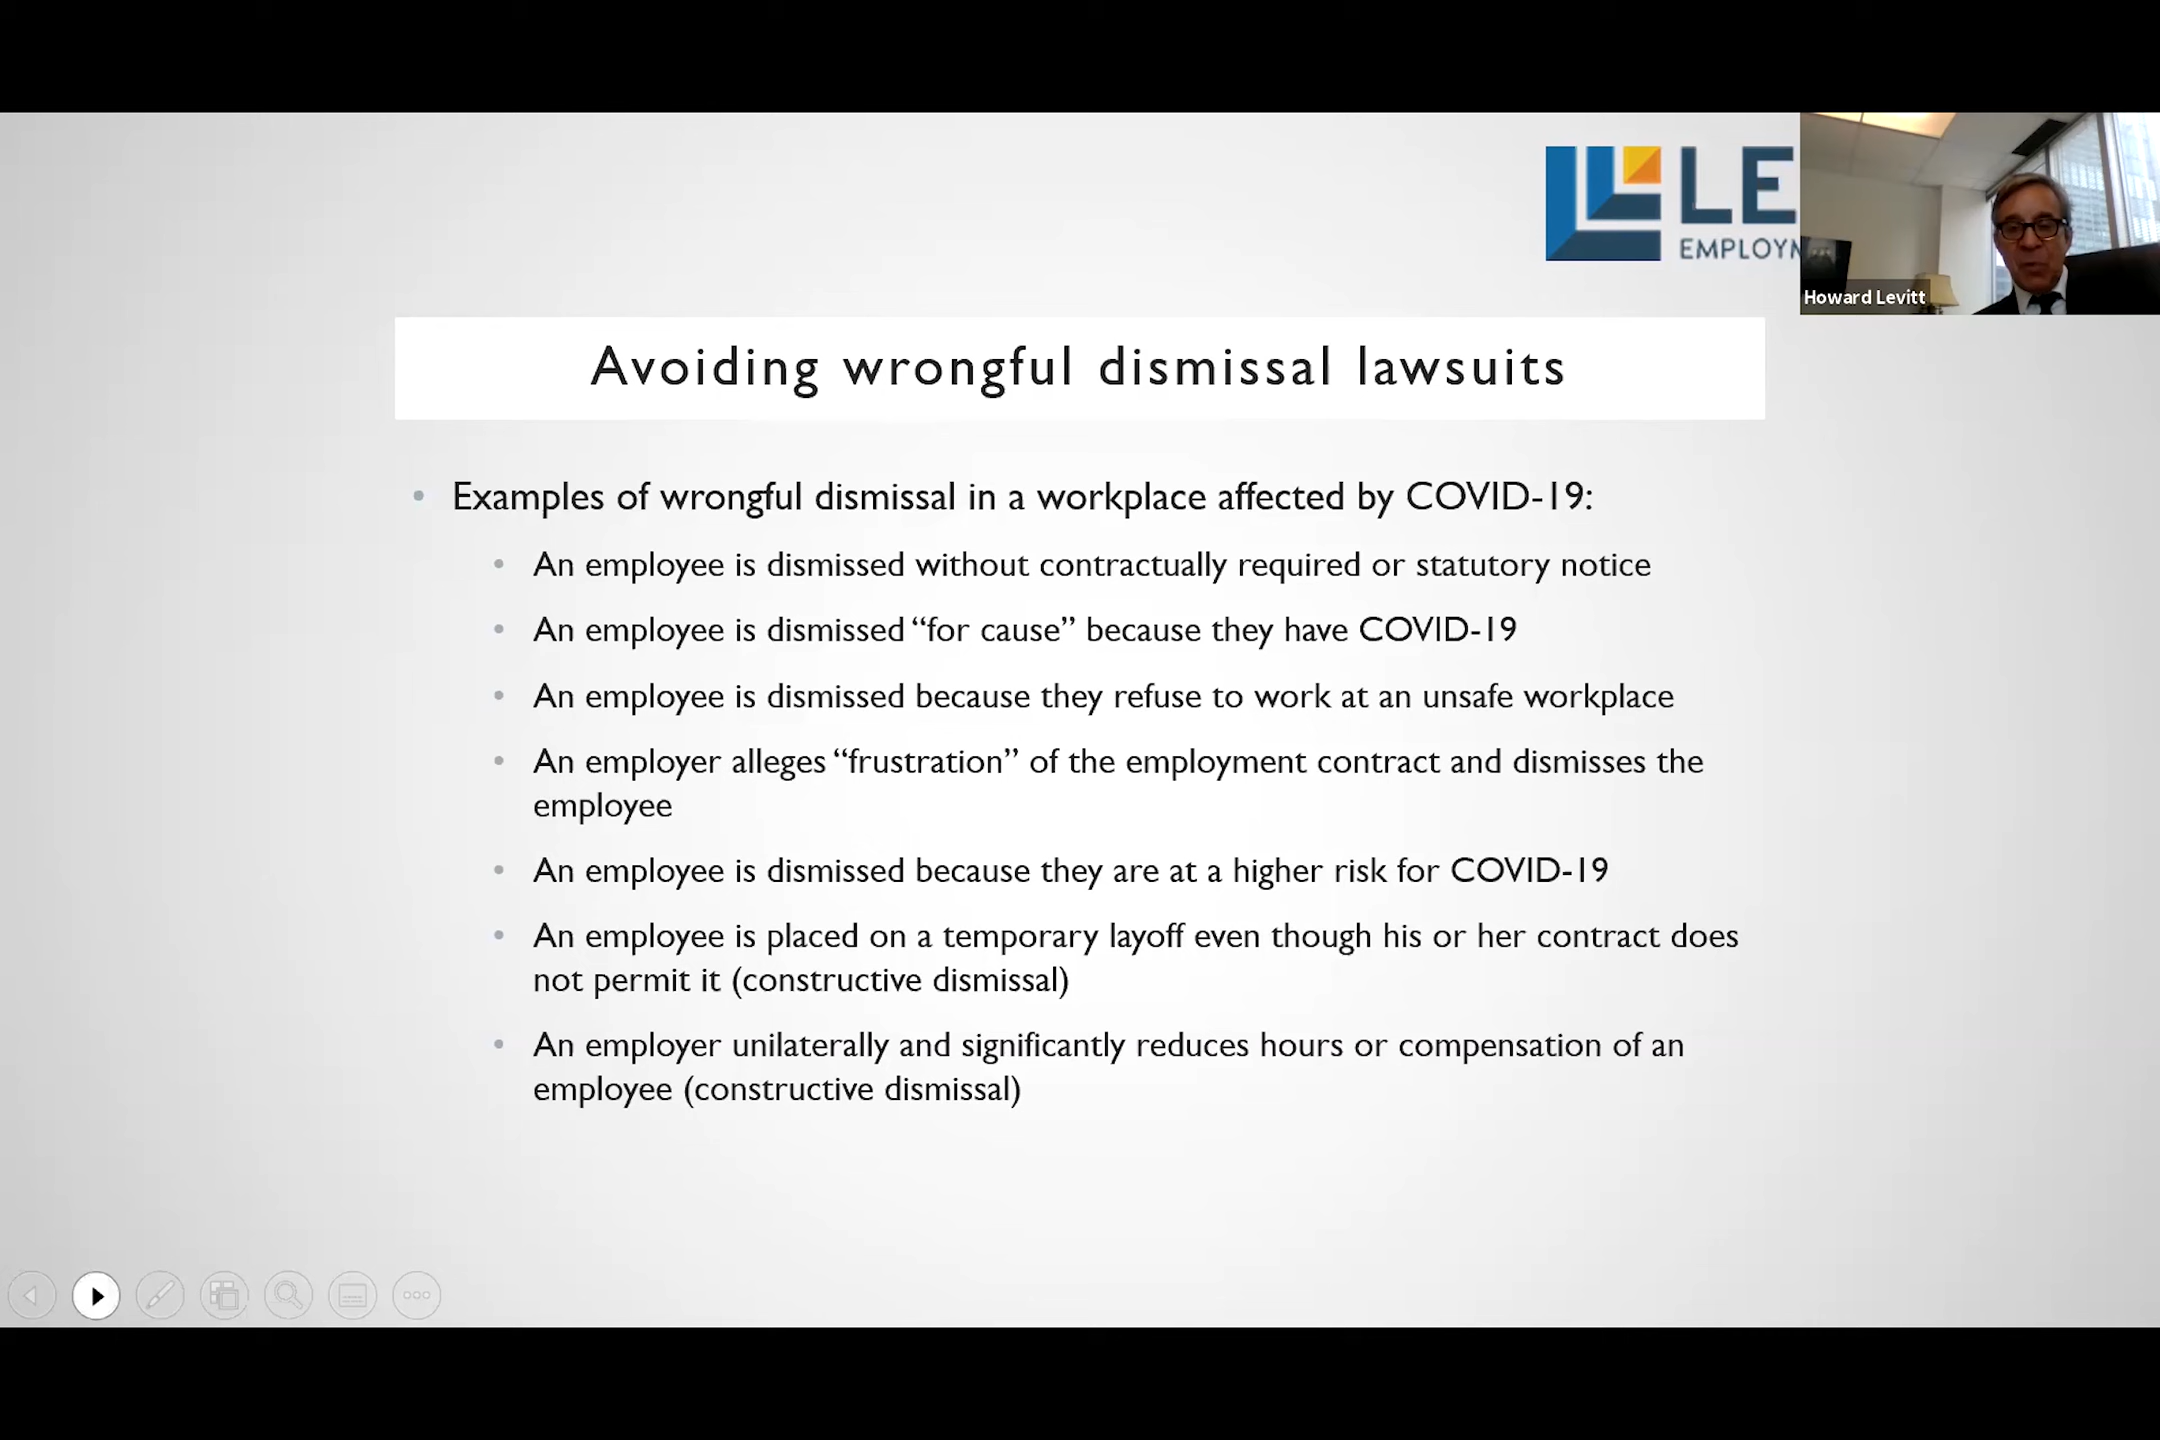 LE
EMPLOYM
Howard Levitt
Avoiding wrongful dismissal lawsuits
• Examples of wrongful dismissal in a workplace affected by COVID-19:
• An employee is dismissed without contractually required or statutory notice
• An employee is dismissed “for cause” because they have COVID-19
• An employee is dismissed because they refuse to work at an unsafe workplace
• An employer alleges “frustration” of the employment contract and dismisses the
employee
• An employee is dismissed because they are at a higher risk for COVID-19
• An employee is placed on a temporary layoff even though his or her contract does
not permit it (constructive dismissal)
• An employer unilaterally and significantly reduces hours or compensation of an
employee (constructive dismissal)